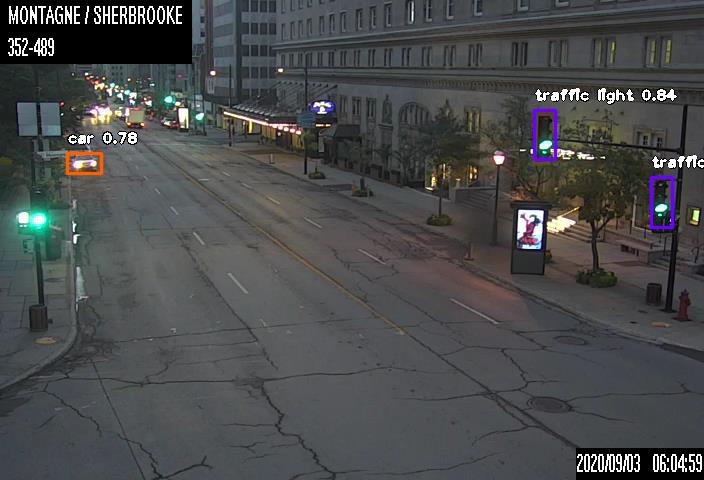 MONTAGNE / SHERBROOKE
352-489
traffic light 0.84
car 0.78
traffic
2020/09/03 06:04:59